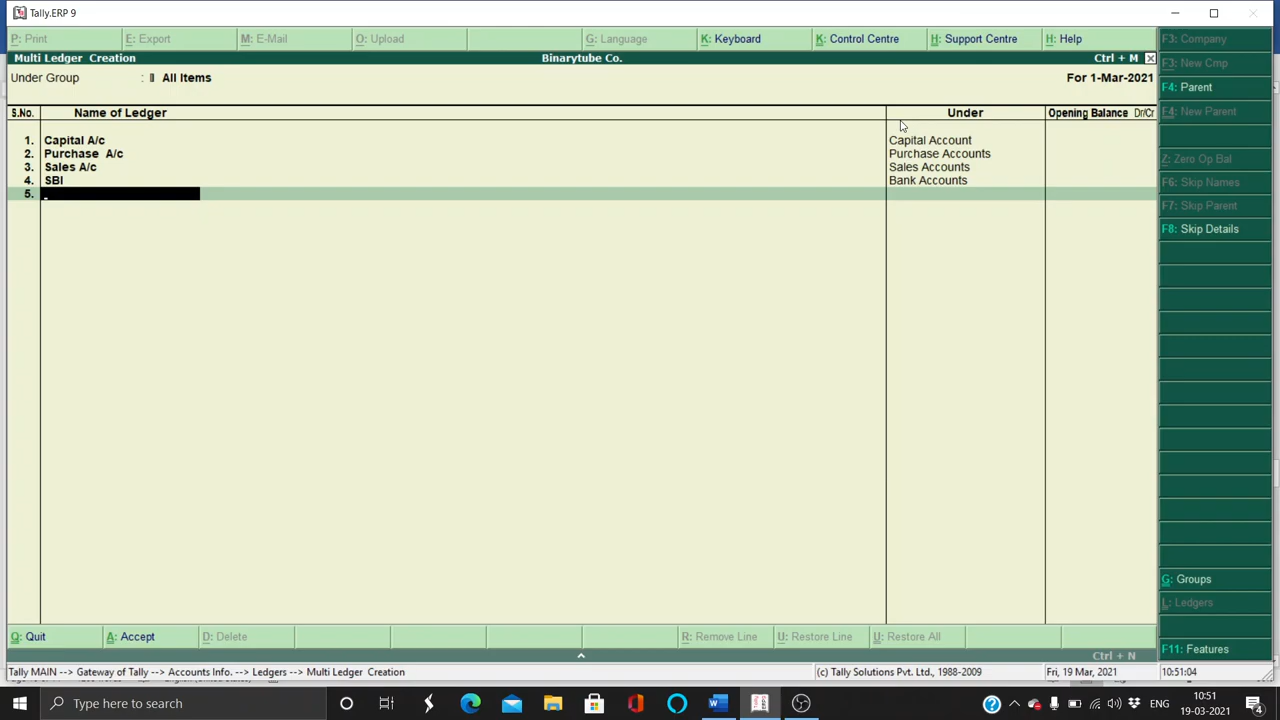 Tally.ERP 9
P: Print E: Export M: E-Mail O: Upload G: Language K: Keyboard K: Control Centre H: Support Centre H: Help
Multi Ledger Creation Binarytube Co. Ctrl + M
Under Group : All Items For 1-Mar-2021
S.No. Name of Ledger Under Opening Balance Dr/Cr
1. Capital A/c Capital Account
2. Purchase A/c Purchase Accounts
3. Sales A/c Sales Accounts
4. SBI Bank Accounts
5.
F3: Company
F3: New Cmp
F4: Parent
F4: New Parent
Z: Zero Op Bal
F6: Skip Names
F7: Skip Parent
F8: Skip Details
G: Groups
L: Ledgers
F11: Features
Q: Quit A: Accept D: Delete R: Remove Line U: Restore Line U: Restore All
Ctrl + N
Tally MAIN --> Gateway of Tally --> Accounts Info. --> Ledgers --> Multi Ledger Creation (c) Tally Solutions Pvt. Ltd., 1988-2009 Fri, 19 Mar, 2021 10:51:04
Type here to search
ENG
10:51
19-03-2021